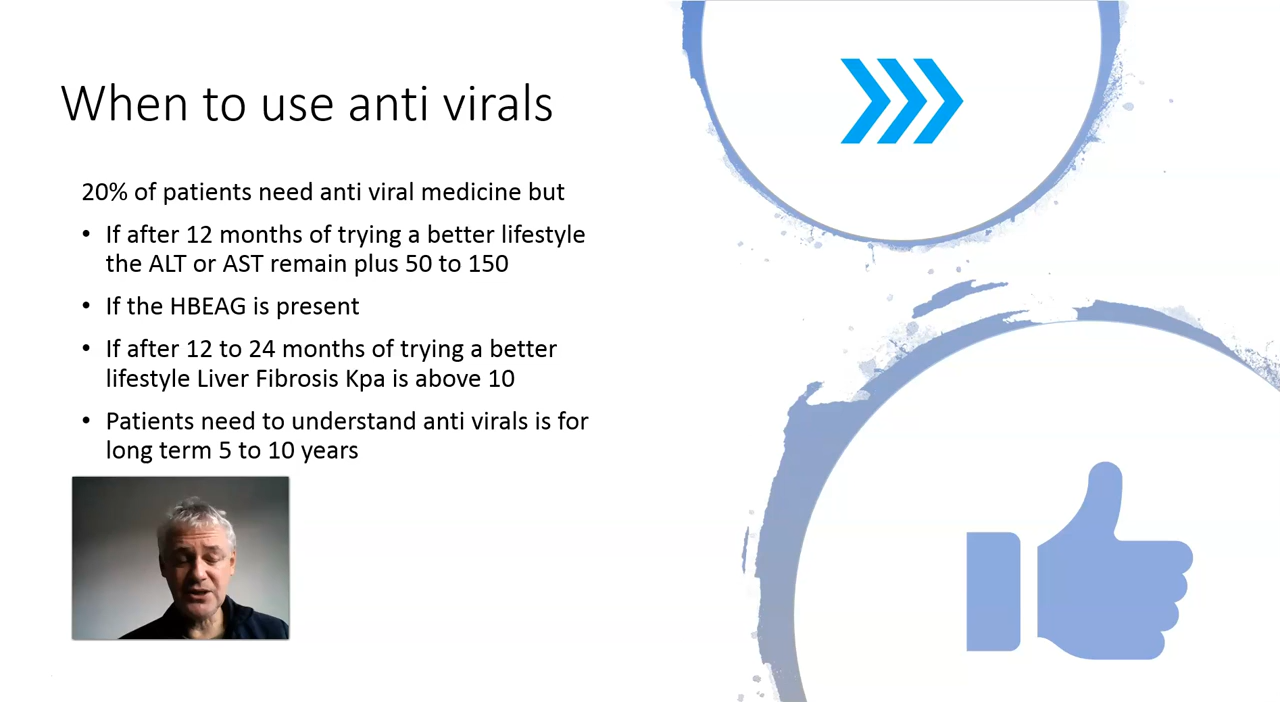 When to use anti virals
20% of patients need anti viral medicine but
• If after 12 months of trying a better lifestyle
the ALT or AST remain plus 50 to 150
• If the HBEAG is present
• If after 12 to 24 months of trying a better
lifestyle Liver Fibrosis Kpa is above 10
• Patients need to understand anti virals is for
long term 5 to 10 years